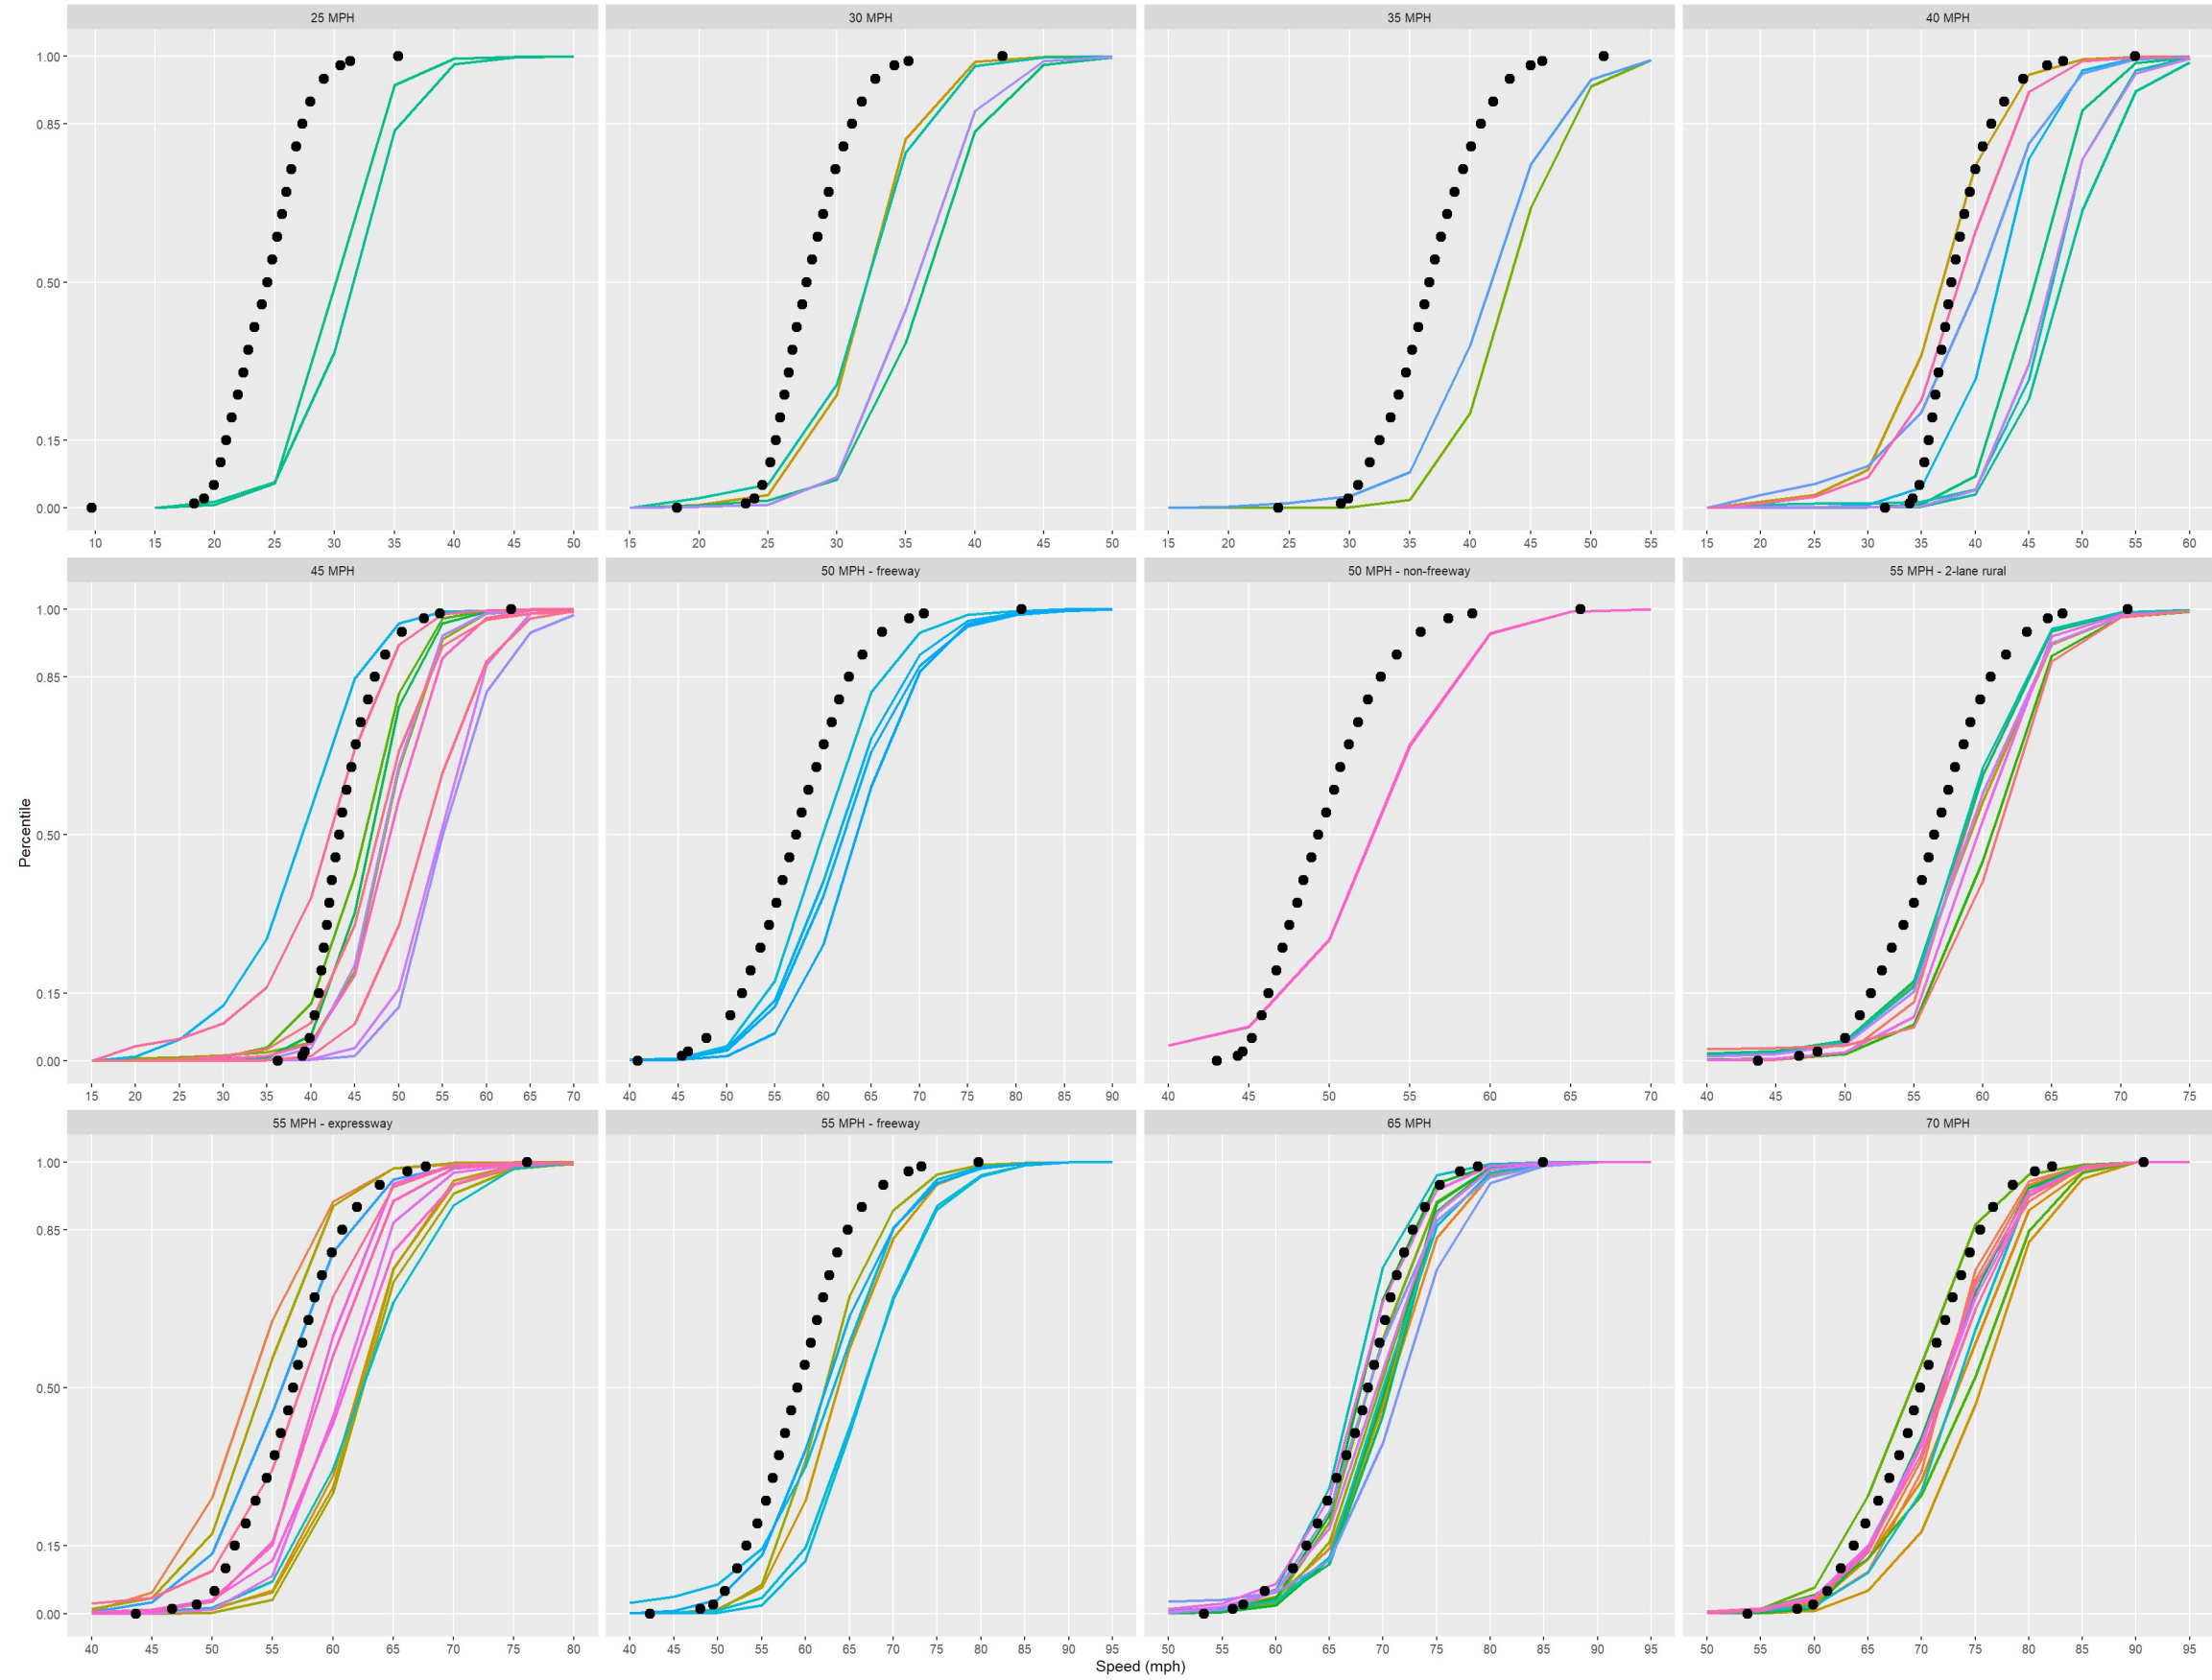 25 MPH 30 MPH 35 MPH 40 MPH
1.00
0.85
0.50
0.15
0.00
10 15 20 25 30 35 40 45 50 15 20 25 30 35 40 45 50 15 20 25 30 35 40 45 50 55 15 20 25 30 35 40 45 50 55 60
45 MPH 50 MPH - freeway 50 MPH - non-freeway 55 MPH - 2-lane rural
1.00
0.85
Percentile
0.50
0.15
0.00
15 20 25 30 35 40 45 50 55 60 65 70 40 45 50 55 60 65 70 75 80 85 90 40 45 50 55 60 65 70 40 45 50 55 60 65 70 75
55 MPH - expressway 55 MPH - freeway 65 MPH 70 MPH
1.00
0.85
0.50
0.15
0.00
40 45 50 55 60 65 70 75 80 40 45 50 55 60 65 70 75 80 85 90 95 50 55 60 65 70 75 80 85 90 95 50 55 60 65 70 75 80 85 90 95
Speed (mph)